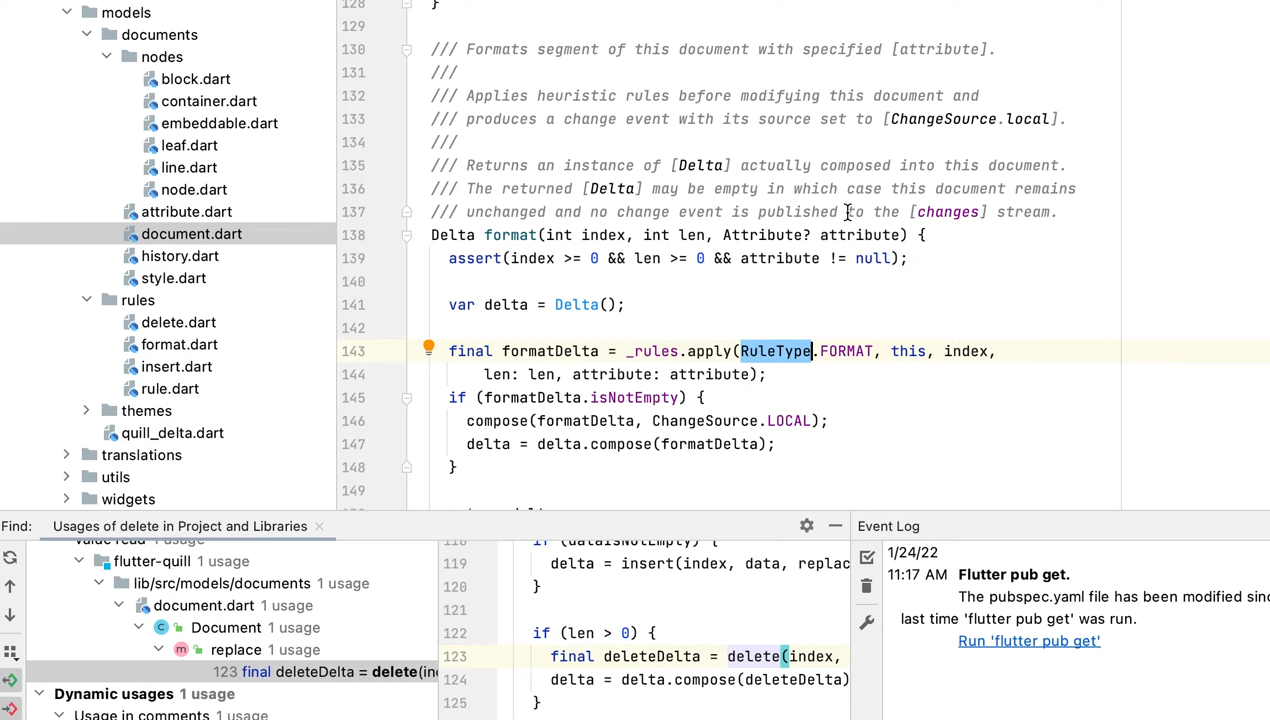 models
documents
nodes
block.dart
container.dart
embeddable.dart
leaf.dart
line.dart
node.dart
attribute.dart
document.dart
history.dart
style.dart
rules
delete.dart
format.dart
insert.dart
rule.dart
themes
quill_delta.dart
translations
utils
widgets
128 }
129
130 /// Formats segment of this document with specified [attribute].
131 ///
132 /// Applies heuristic rules before modifying this document and
133 /// produces a change event with its source set to [ChangeSource.local].
134 ///
135 /// Returns an instance of [Delta] actually composed into this document.
136 /// The returned [Delta] may be empty in which case this document remains
137 /// unchanged and no change event is published to the [changes] stream.
138 Delta format(int index, int len, Attribute? attribute) {
139 assert(index >= 0 && len >= 0 && attribute != null);
140
141 var delta = Delta();
142
143 final formatDelta = _rules.apply(RuleType.FORMAT, this, index,
144 len: len, attribute: attribute);
145 if (formatDelta.isNotEmpty) {
146 compose(formatDelta, ChangeSource.LOCAL);
147 delta = delta.compose(formatDelta);
148 }
149
Find: Usages of delete in Project and Libraries
Value read 1 usage
flutter-quill 1 usage
lib/src/models/documents 1 usage
document.dart 1 usage
Document 1 usage
replace 1 usage
123 final deleteDelta = delete(in
Dynamic usages 1 usage
Usage in comments 1 usage
118 if (dataIsNotEmpty) {
119 delta = insert(index, data, replac
120 }
121
122 if (len > 0) {
123 final deleteDelta = delete(index,
124 delta = delta.compose(deleteDelta)
125 }
Event Log
1/24/22
11:17 AM Flutter pub get.
The pubspec.yaml file has been modified sinc
last time 'flutter pub get' was run.
Run 'flutter pub get'